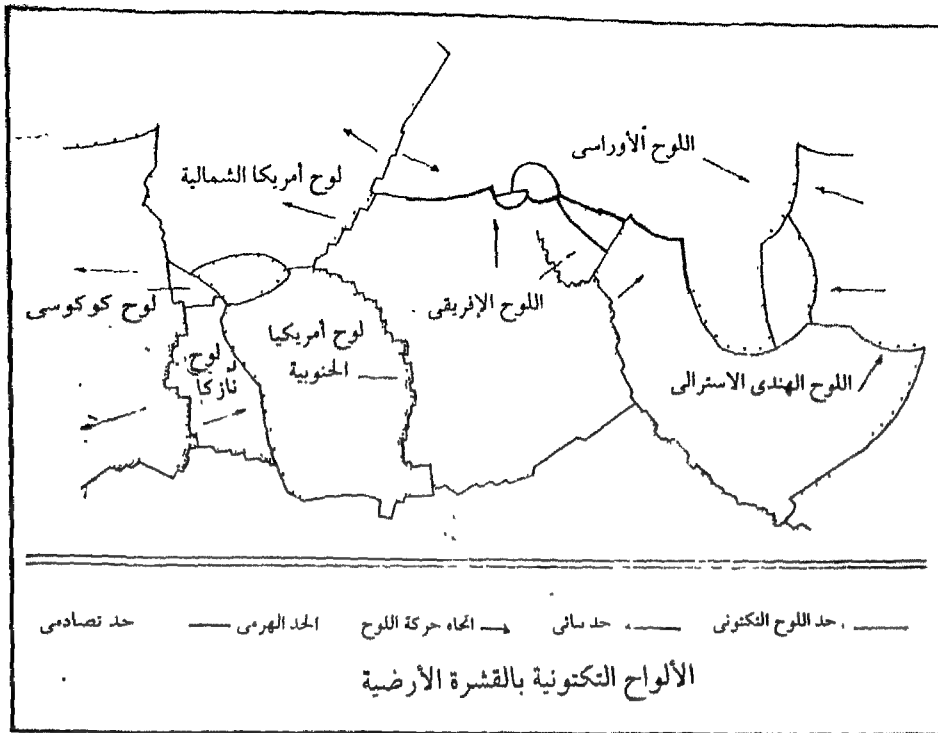 اللوح الأوراسى
لوح أمريكا الشمالية
اللوح الإفريقى
لوح كوكوسى
لوح أمريكيا
الجنوبية
لوح
نازكا
اللوح الهندى الاسترالى
حد اللوح التكتونى
حد بنائى
اتجاه حركة اللوح
الحد الهرمى
حد تصادمى
الألواح التكتونية بالقشرة الأرضية